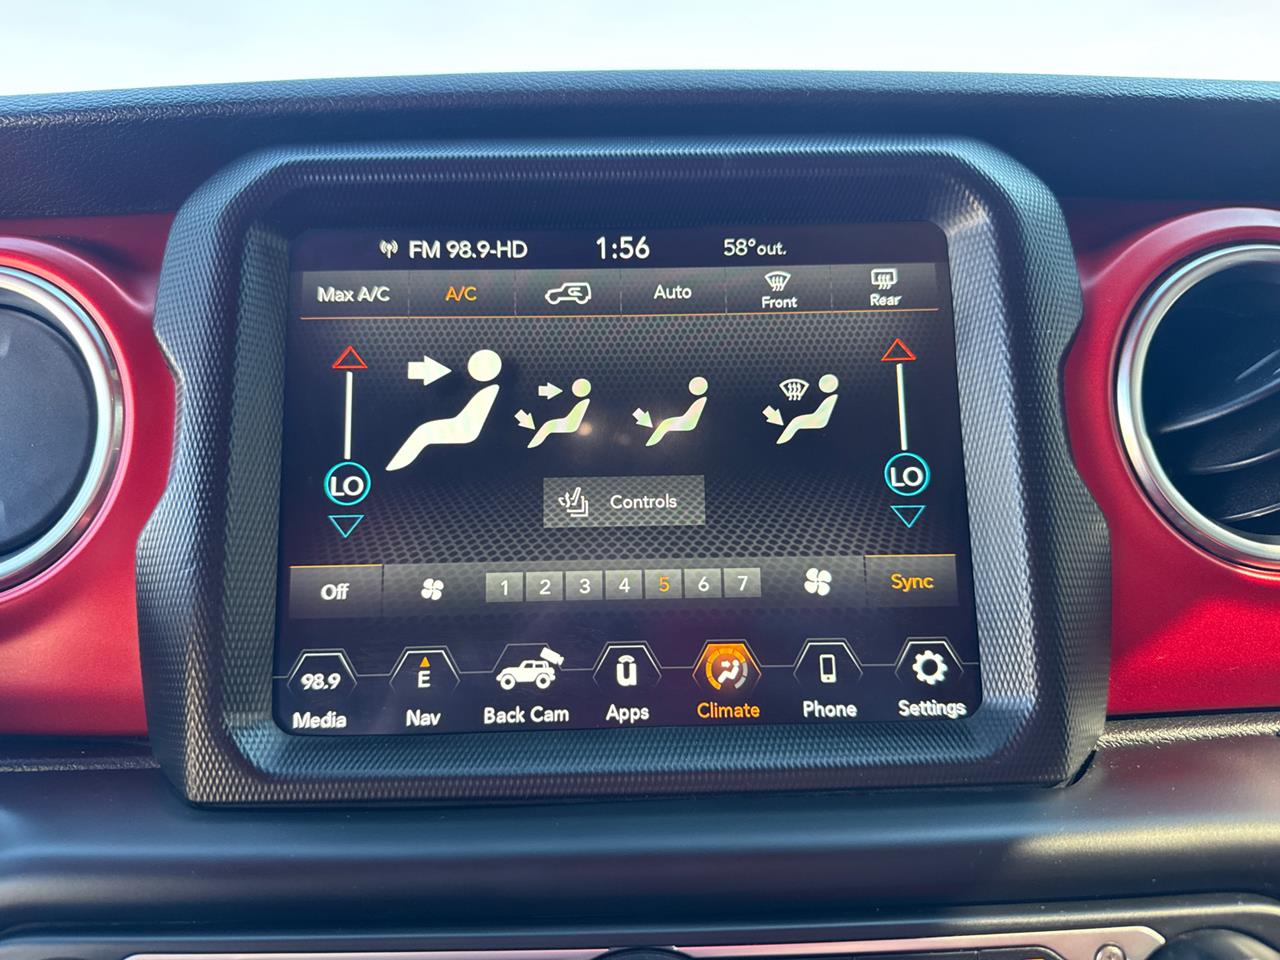 FM 98.9-HD 1:56 58°out.
Max A/C A/C Auto Front Rear
LO LO
Controls
Off 1 2 3 4 5 6 7 Sync
98.9 E ū
Media Nav Back Cam Apps Climate Phone Settings